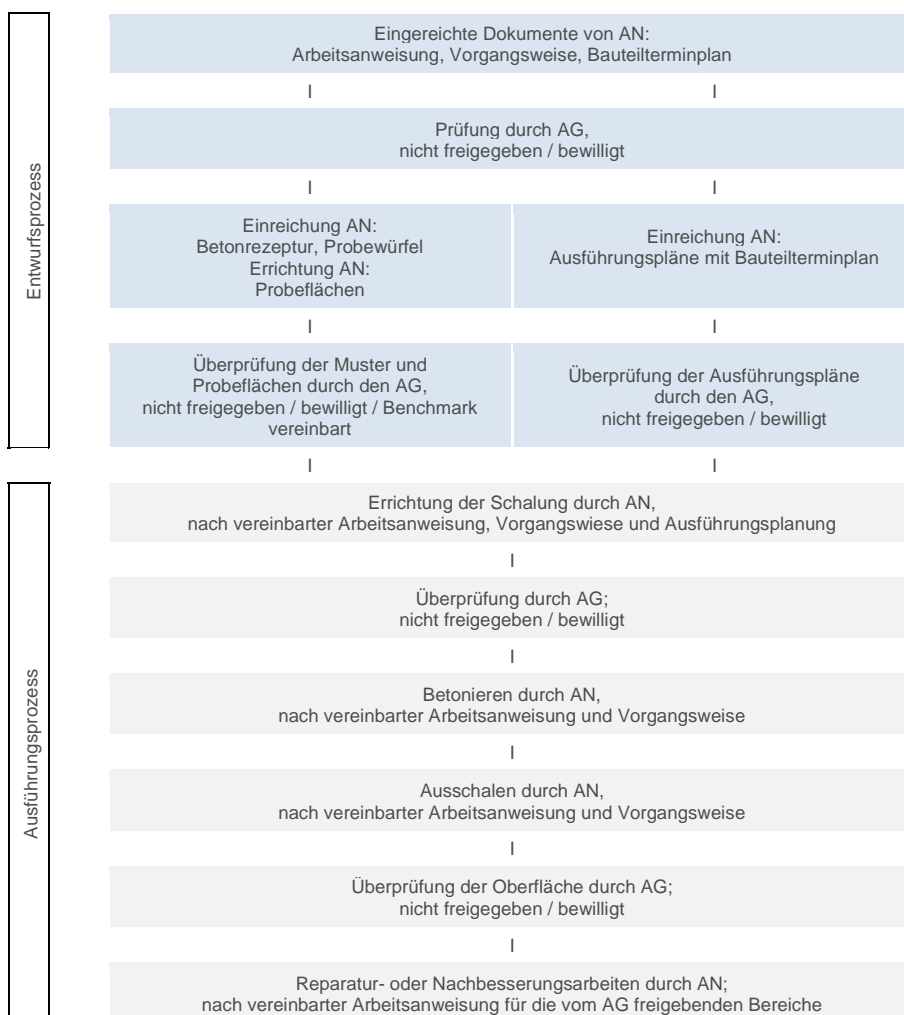 Entwurfsprozess
Eingereichte Dokumente von AN:
Arbeitsanweisung, Vorgangsweise, Bauteilterminplan
I I
Prüfung durch AG,
nicht freigegeben / bewilligt
I I
Einreichung AN:
Betonrezeptur, Probewürfel
Errichtung AN:
Probeflächen
Einreichung AN:
Ausführungspläne mit Bauteilterminplan
I I
Überprüfung der Muster und
Probeflächen durch den AG,
nicht freigegeben / bewilligt / Benchmark
vereinbart
Überprüfung der Ausführungspläne
durch den AG,
nicht freigegeben / bewilligt
I I
Ausführungsprozess
Errichtung der Schalung durch AN,
nach vereinbarter Arbeitsanweisung, Vorgangswiese und Ausführungsplanung
I
Überprüfung durch AG;
nicht freigegeben / bewilligt
I
Betonieren durch AN,
nach vereinbarter Arbeitsanweisung und Vorgangsweise
I
Ausschalen durch AN,
nach vereinbarter Arbeitsanweisung und Vorgangsweise
I
Überprüfung der Oberfläche durch AG;
nicht freigegeben / bewilligt
I
Reparatur- oder Nachbesserungsarbeiten durch AN;
nach vereinbarter Arbeitsanweisung für die vom AG freigebenden Bereiche